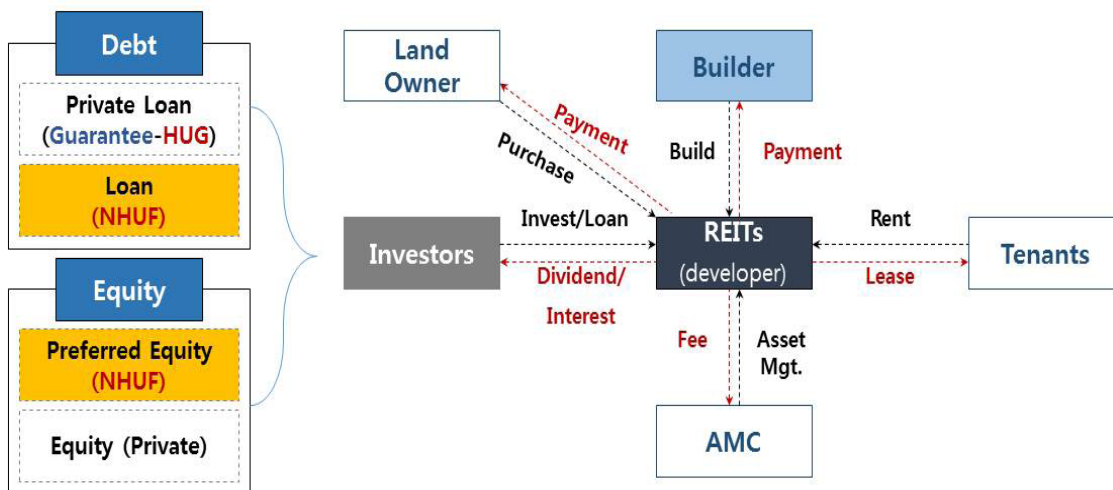 Debt
Private Loan
(Guarantee-HUG)
Loan
(NHUF)
Equity
Preferred Equity
(NHUF)
Equity (Private)
Land
Owner
Builder
Payment
Purchase
Build
Payment
Investors
Invest/Loan
Dividend/
Interest
REITs
(developer)
Rent
Lease
Tenants
Fee
Asset
Mgt.
AMC